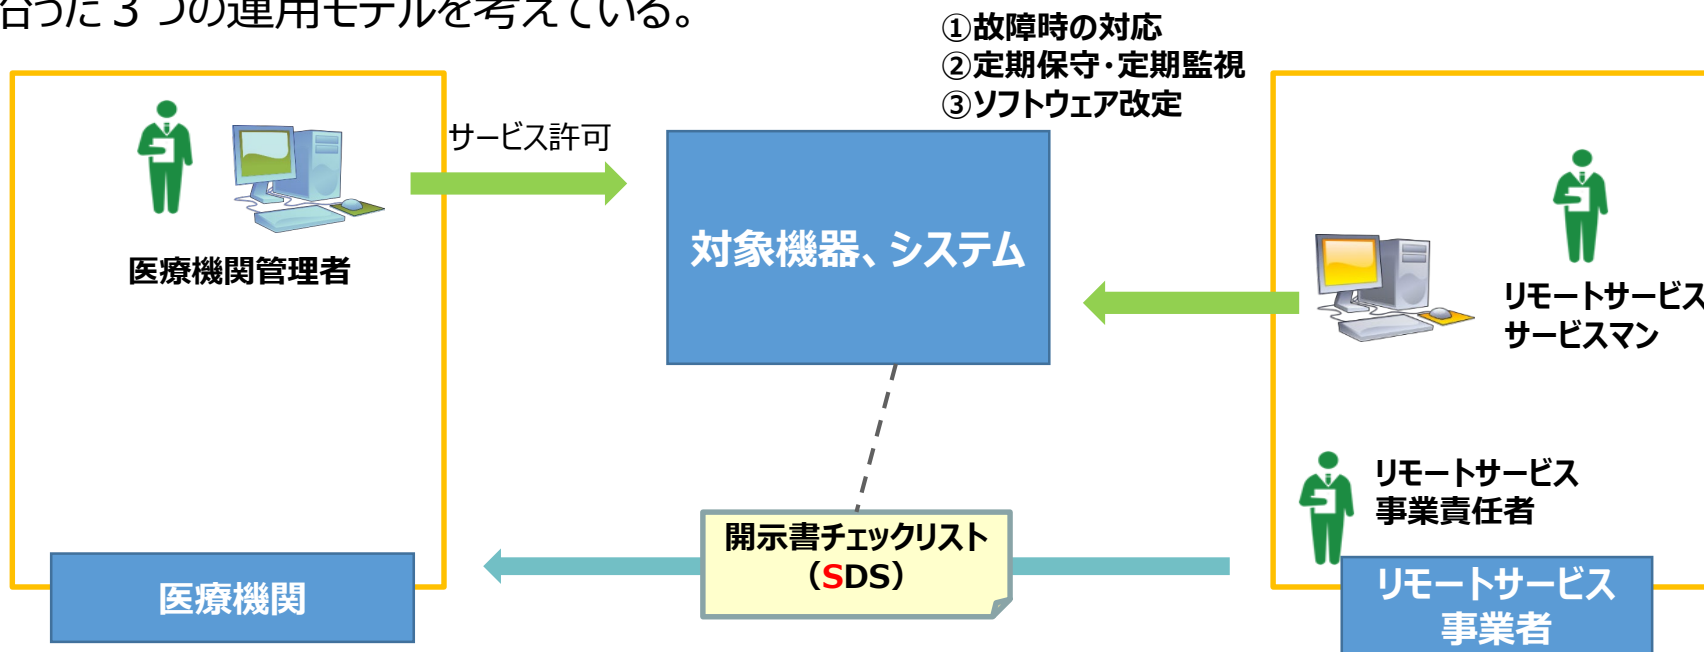 沿った３つの運用モデルを考えている。
①故障時の対応
②定期保守・定期監視
③ソフトウェア改定
サービス許可
医療機関管理者
対象機器、システム
リモートサービス
サービスマン
リモートサービス
事業責任者
開示書チェックリスト
（SDS）
医療機関
リモートサービス
事業者